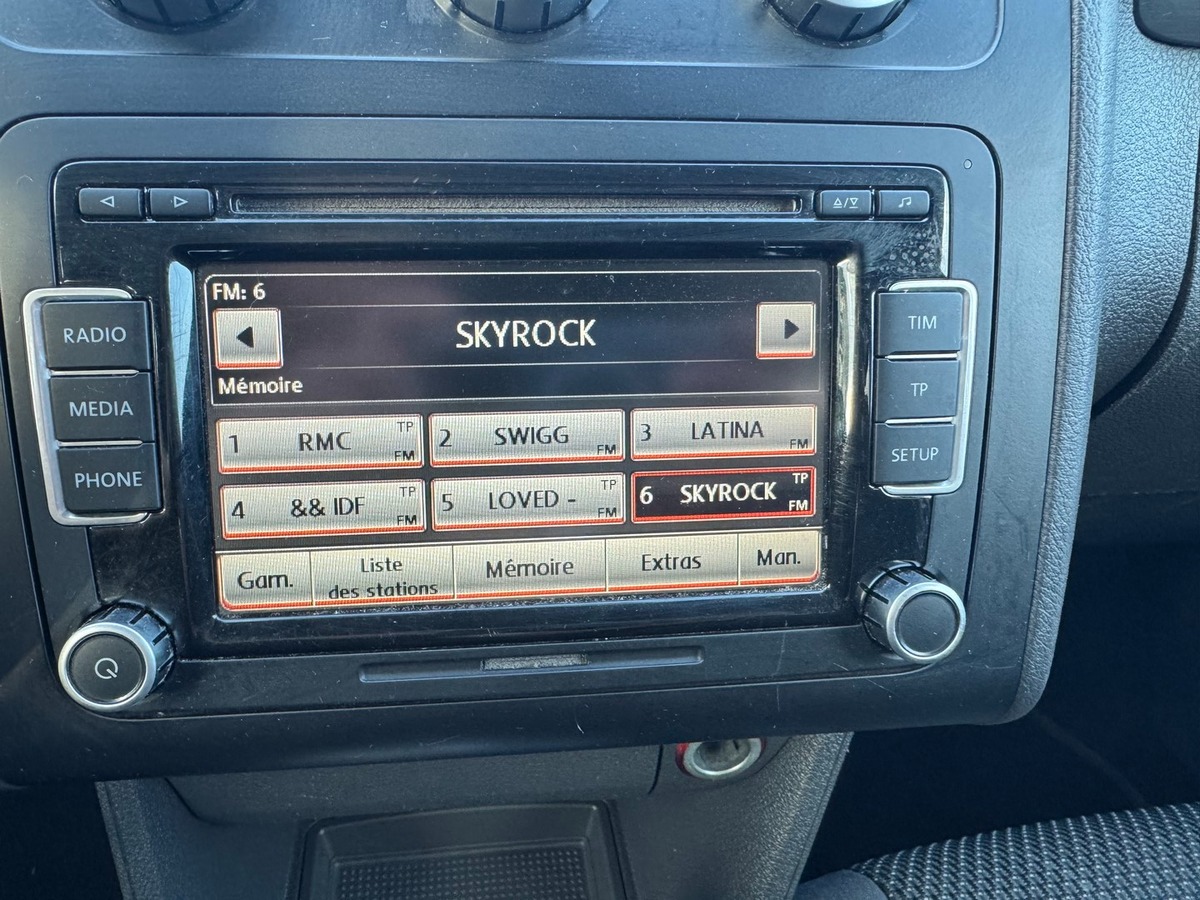 FM: 6
SKYROCK
Mémoire
RADIO
MEDIA
PHONE
TIM
TP
SETUP
1 RMC TP FM
2 SWIGG FM
3 LATINA FM
4 && IDF TP FM
5 LOVED - TP FM
6 SKYROCK TP FM
Gam.
Liste
des stations
Mémoire
Extras
Man.